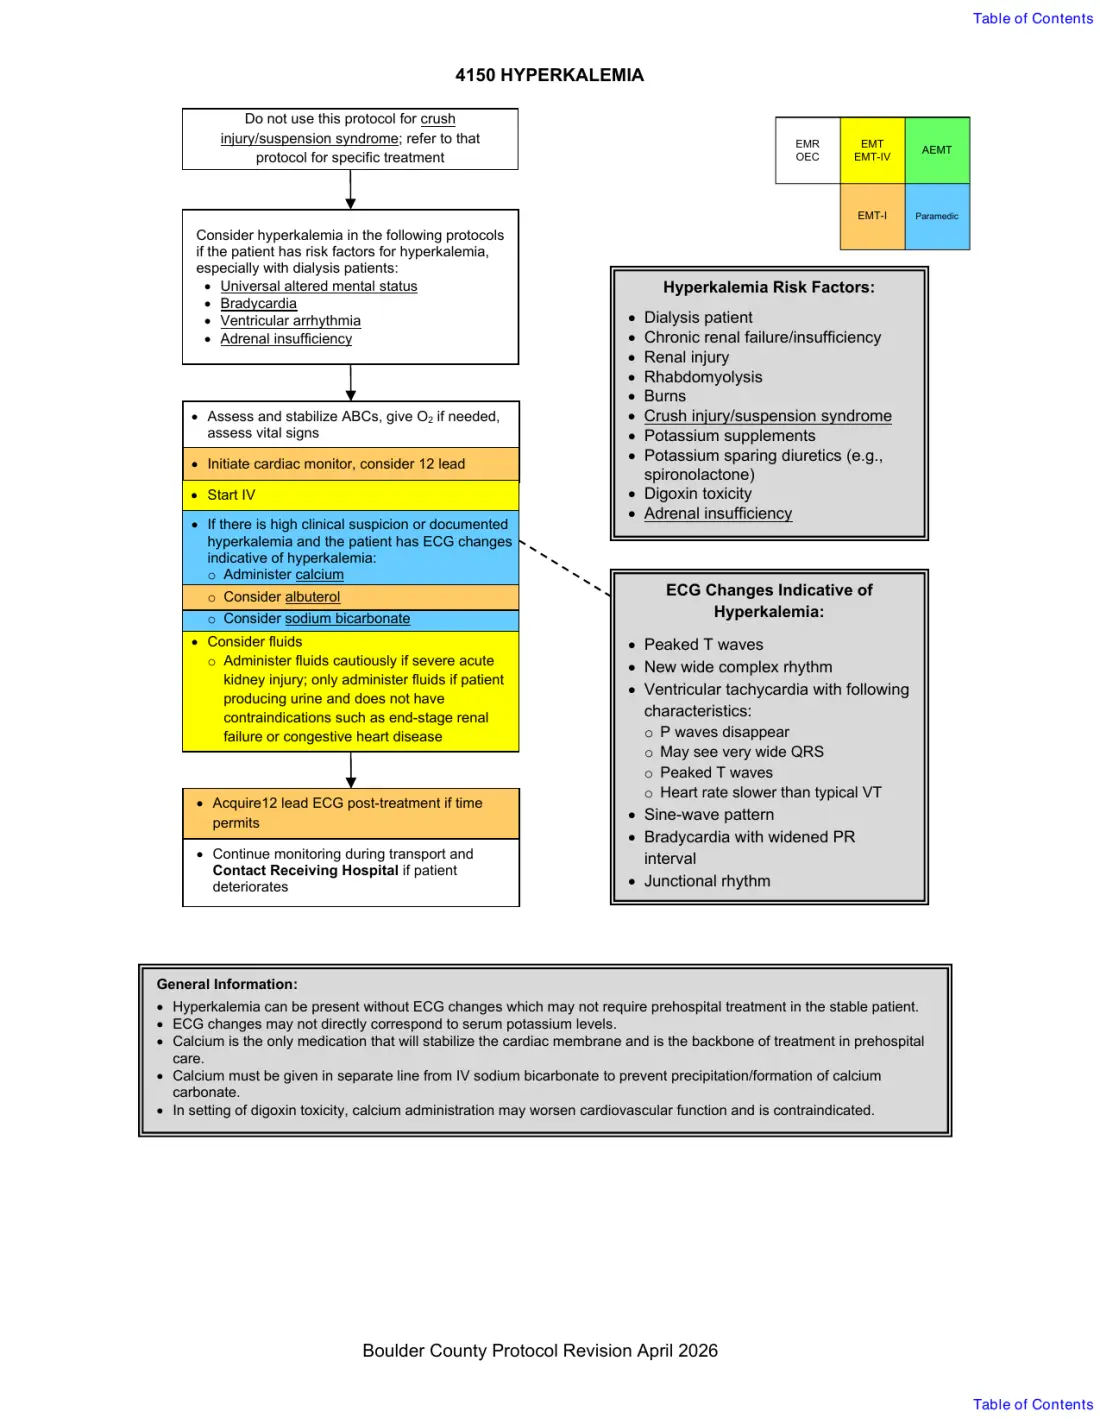 Table of Contents
4150 HYPERKALEMIA
Do not use this protocol for crush
injury/suspension syndrome; refer to that
protocol for specific treatment
Consider hyperkalemia in the following protocols
if the patient has risk factors for hyperkalemia,
especially with dialysis patients:
• Universal altered mental status
• Bradycardia
• Ventricular arrhythmia
• Adrenal insufficiency
• Assess and stabilize ABCs, give O2 if needed,
assess vital signs
• Initiate cardiac monitor, consider 12 lead
• Start IV
• If there is high clinical suspicion or documented
hyperkalemia and the patient has ECG changes
indicative of hyperkalemia:
o Administer calcium
o Consider albuterol
o Consider sodium bicarbonate
• Consider fluids
o Administer fluids cautiously if severe acute
kidney injury; only administer fluids if patient
producing urine and does not have
contraindications such as end-stage renal
failure or congestive heart disease
• Acquire12 lead ECG post-treatment if time
permits
• Continue monitoring during transport and
Contact Receiving Hospital if patient
deteriorates
EMR
OEC
EMT
EMT-IV
AEMT
EMT-I
Paramedic
Hyperkalemia Risk Factors:
• Dialysis patient
• Chronic renal failure/insufficiency
• Renal injury
• Rhabdomyolysis
• Burns
• Crush injury/suspension syndrome
• Potassium supplements
• Potassium sparing diuretics (e.g.,
spironolactone)
• Digoxin toxicity
• Adrenal insufficiency
ECG Changes Indicative of
Hyperkalemia:
• Peaked T waves
• New wide complex rhythm
• Ventricular tachycardia with following
characteristics:
o P waves disappear
o May see very wide QRS
o Peaked T waves
o Heart rate slower than typical VT
• Sine-wave pattern
• Bradycardia with widened PR
interval
• Junctional rhythm
General Information:
• Hyperkalemia can be present without ECG changes which may not require prehospital treatment in the stable patient.
• ECG changes may not directly correspond to serum potassium levels.
• Calcium is the only medication that will stabilize the cardiac membrane and is the backbone of treatment in prehospital
care.
• Calcium must be given in separate line from IV sodium bicarbonate to prevent precipitation/formation of calcium
carbonate.
• In setting of digoxin toxicity, calcium administration may worsen cardiovascular function and is contraindicated.
Boulder County Protocol Revision April 2026
Table of Contents